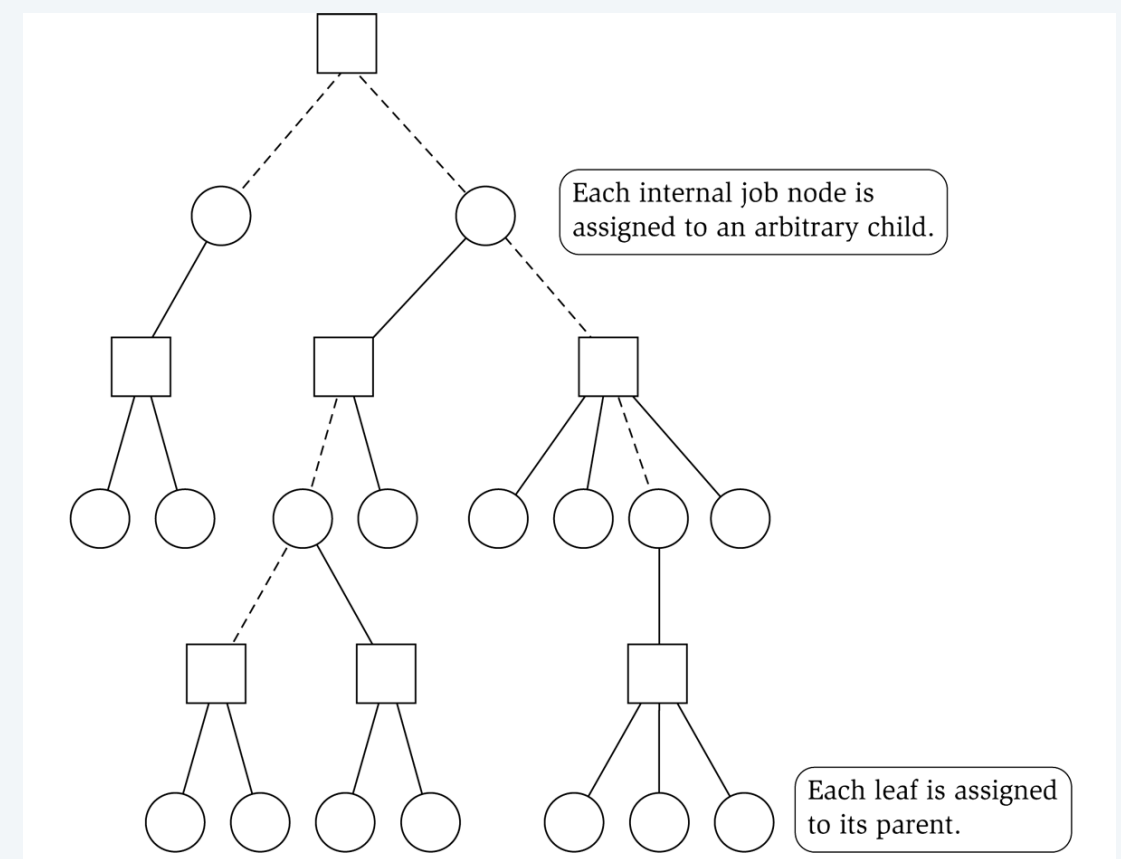 Each internal job node is
assigned to an arbitrary child.
Each leaf is assigned
to its parent.